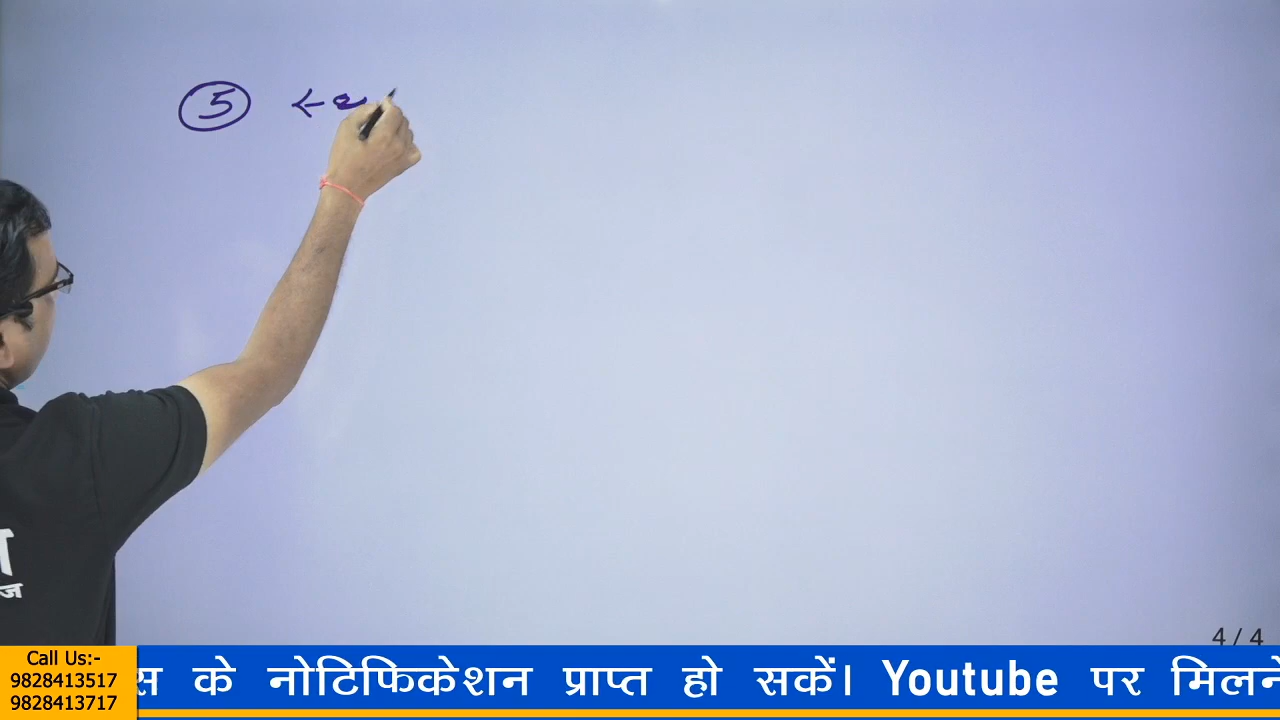 5 ←
4 / 4
Call Us:-
9828413517
9828413717
स के नोटिफिकेशन प्राप्त हो सकें। Youtube पर मिलने